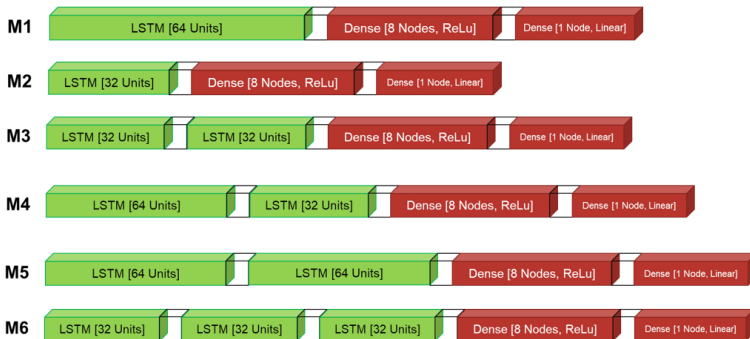 M1 LSTM [64 Units] Dense [8 Nodes, ReLu] Dense [1 Node, Linear]
M2 LSTM [32 Units] Dense [8 Nodes, ReLu] Dense [1 Node, Linear]
M3 LSTM [32 Units] LSTM [32 Units] Dense [8 Nodes, ReLu] Dense [1 Node, Linear]
M4 LSTM [64 Units] LSTM [32 Units] Dense [8 Nodes, ReLu] Dense [1 Node, Linear]
M5 LSTM [64 Units] LSTM [64 Units] Dense [8 Nodes, ReLu] Dense [1 Node, Linear]
M6 LSTM [32 Units] LSTM [32 Units] LSTM [32 Units] Dense [8 Nodes, ReLu] Dense [1 Node, Linear]